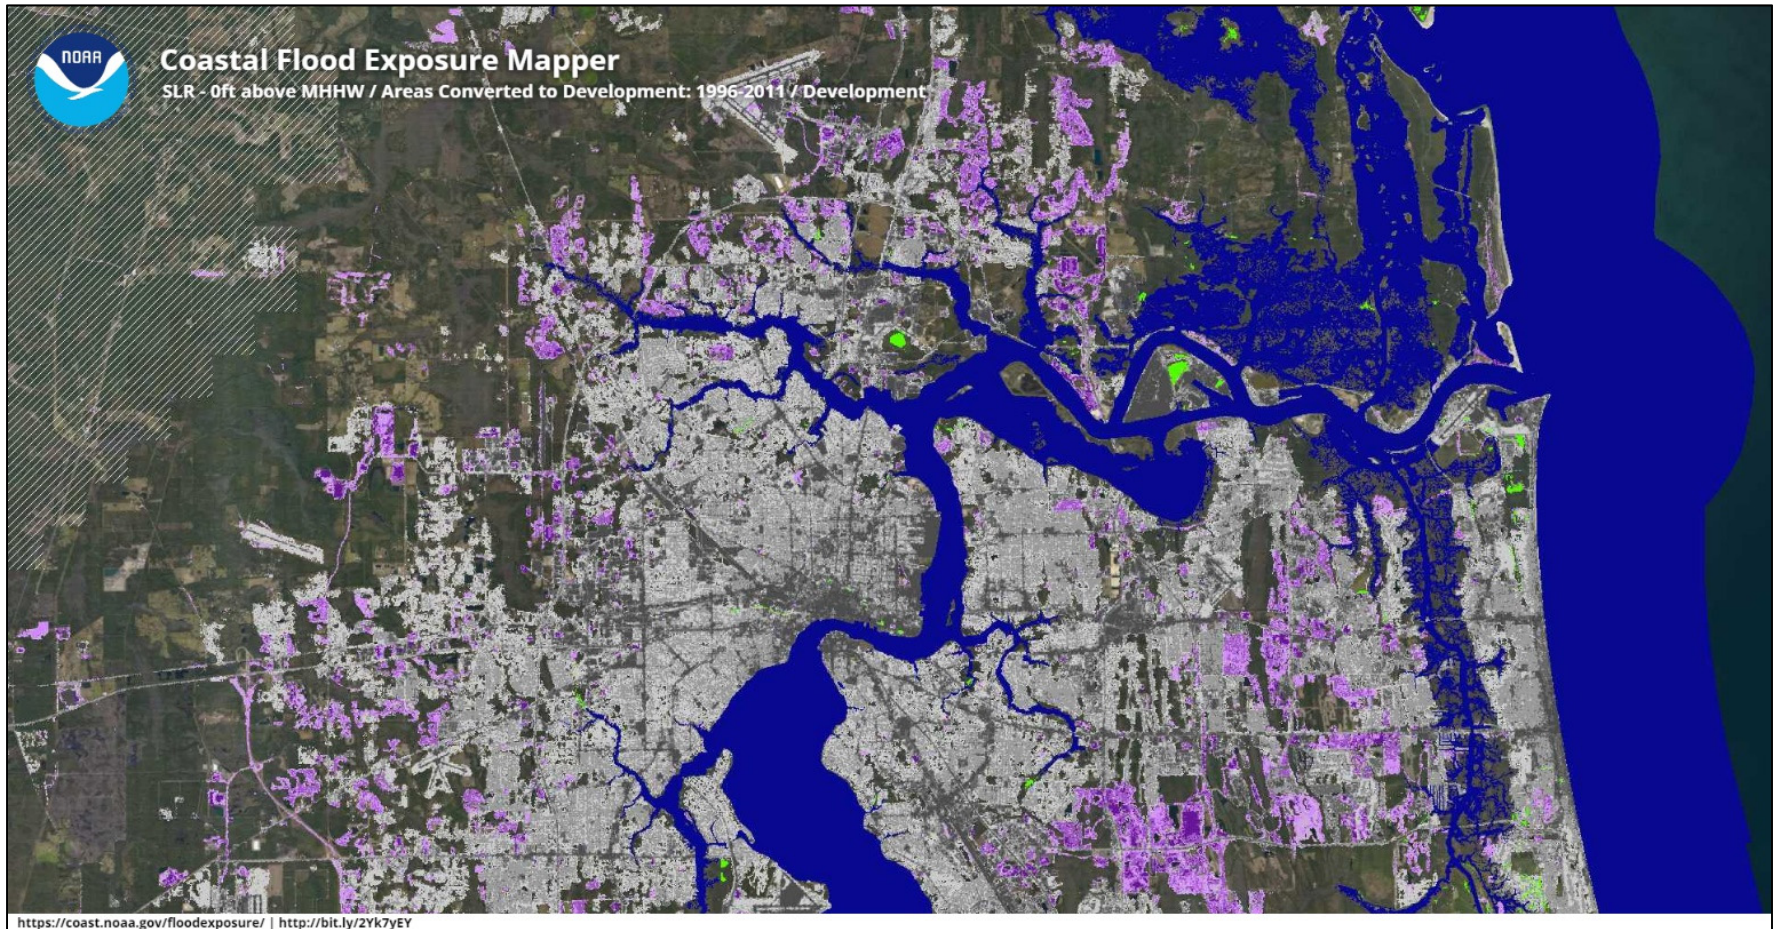 NOAA
Coastal Flood Exposure Mapper
SLR - 0ft above MHHW / Areas Converted to Development: 1996-2011 / Development
https://coast.noaa.gov/floodexposure/ | http://bit.ly/2Yk7yEY